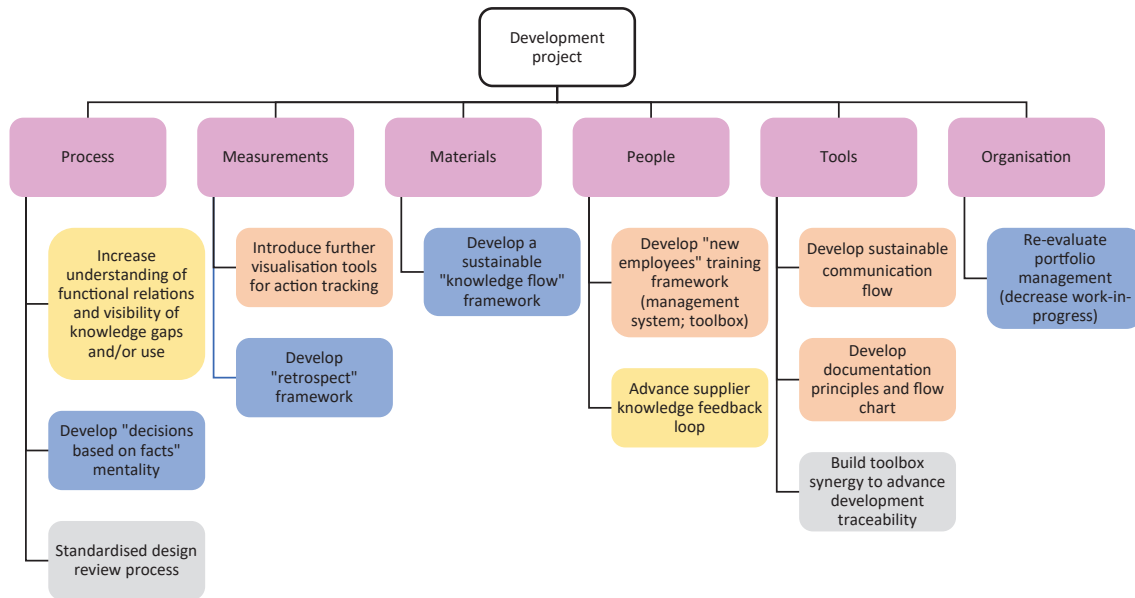 Development
project
Process
Measurements
Materials
People
Tools
Organisation
Increase
understanding of
functional relations
and visibility of
knowledge gaps
and/or use
Develop "decisions
based on facts"
mentality
Standardised design
review process
Introduce further
visualisation tools
for action tracking
Develop
"retrospect"
framework
Develop a
sustainable
"knowledge flow"
framework
Develop "new
employees" training
framework
(management
system; toolbox)
Advance supplier
knowledge feedback
loop
Develop sustainable
communication
flow
Develop
documentation
principles and flow
chart
Build toolbox
synergy to advance
development
traceability
Re-evaluate
portfolio
management
(decrease work-in-
progress)